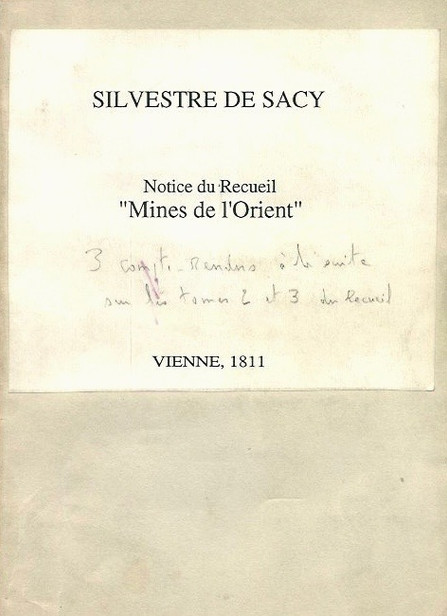 SILVESTRE DE SACY
Notice du Recueil
"Mines de l'Orient"
3 compte-rendus à la suite
sur les tomes 2 et 3 du Recueil
VIENNE, 1811